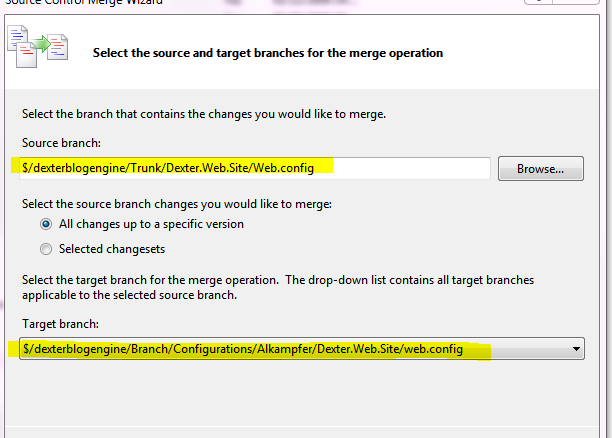 Source Control Merge Wizard
Select the source and target branches for the merge operation
Select the branch that contains the changes you would like to merge.
Source branch:
$/dexterblogengine/Trunk/Dexter.Web.Site/Web.config
Browse...
Select the source branch changes you would like to merge:
All changes up to a specific version
Selected changesets
Select the target branch for the merge operation. The drop-down list contains all target branches
applicable to the selected source branch.
Target branch:
$/dexterblogengine/Branch/Configurations/Alkampfer/Dexter.Web.Site/web.config